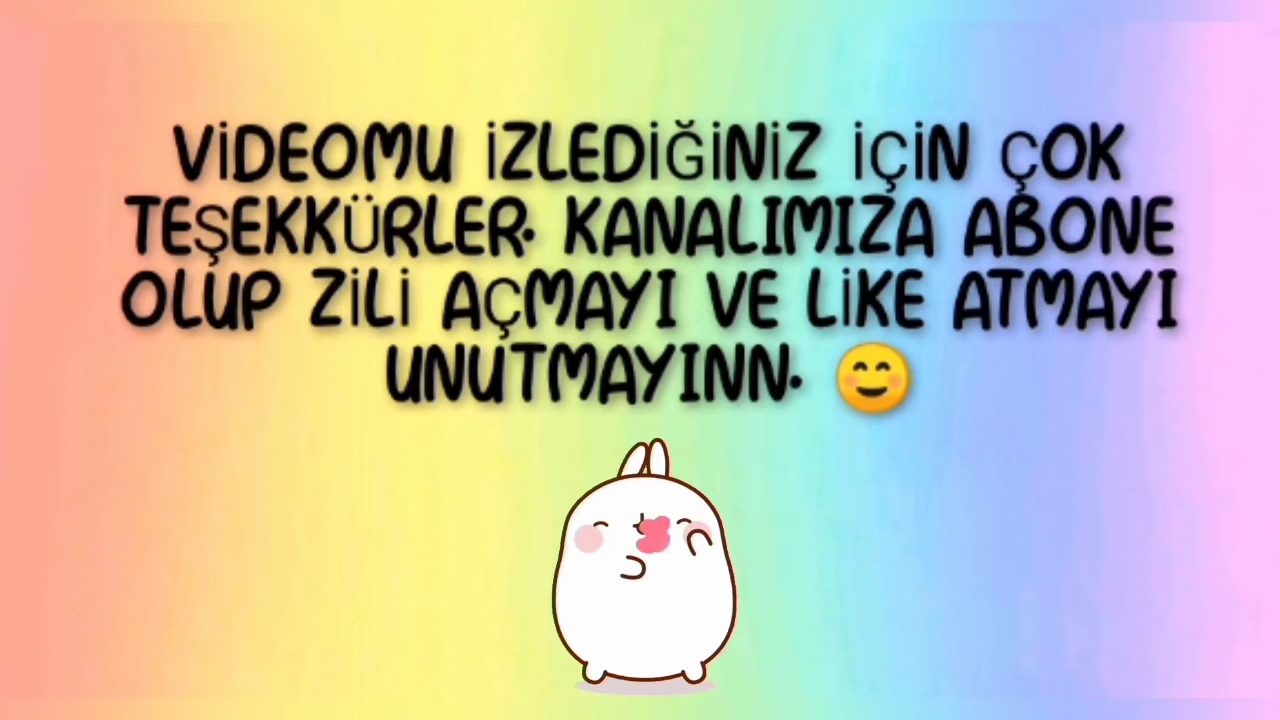 VİDEOMU İZLEDİĞİNİZ İÇİN ÇOK
TEŞEKKÜRLER. KANALIMIZA ABONE
OLUP ZİLİ AÇMAYI VE LİKE ATMAYI
UNUTMAYINN. 😊